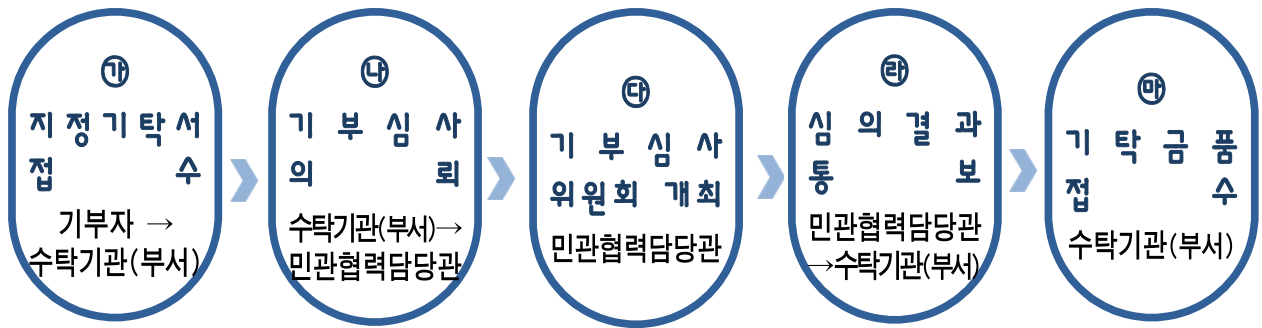 ㉮
지정기탁서
접수
기부자 →
수탁기관(부서)
㉯
기부심사
의뢰
수탁기관(부서)→
민관협력담당관
㉰
기부심사
위원회 개최
민관협력담당관
㉱
심의결과
통보
민관협력담당관
→수탁기관(부서)
㉲
기탁금품
접수
수탁기관(부서)